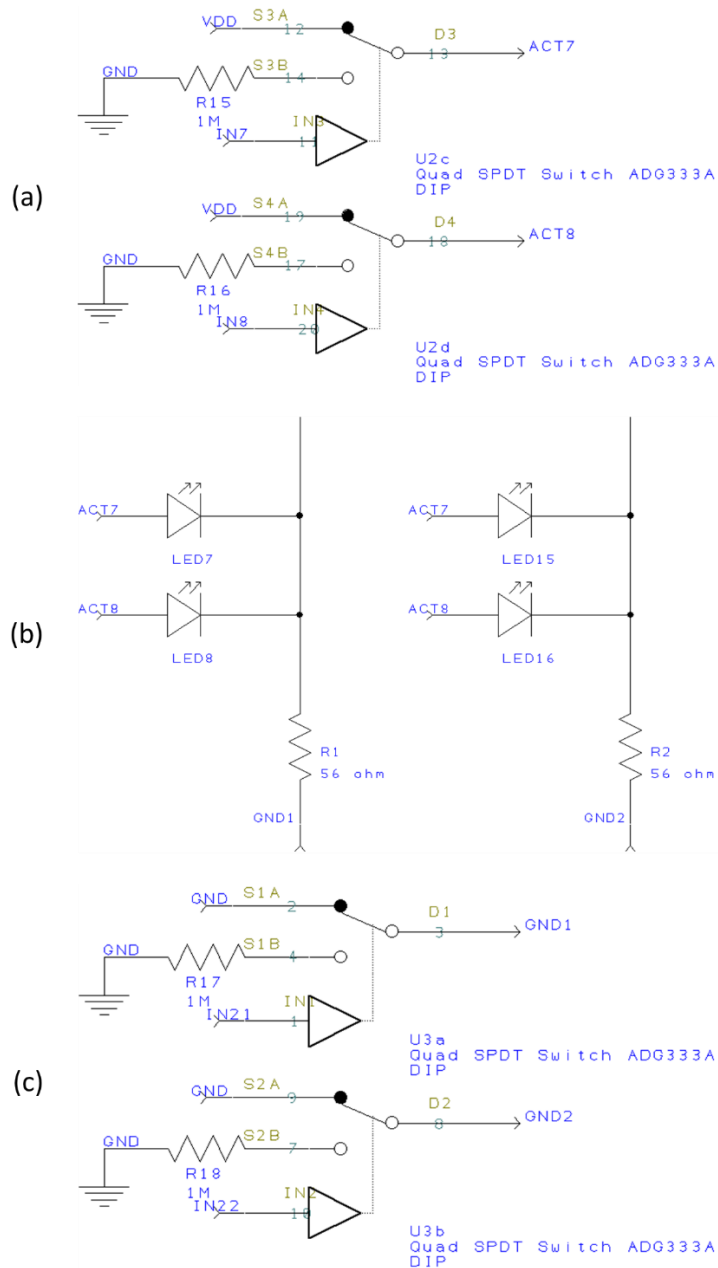 S3A
VDD
12
D3
13
ACT7
S3B
GND
14
R15
1M
IN3
IN7
11
U2c
Quad SPDT Switch ADG333A
DIP
(a)
S4A
VDD
19
D4
18
ACT8
S4B
GND
17
R16
1M
IN4
IN8
20
U2d
Quad SPDT Switch ADG333A
DIP
ACT7
LED7
ACT7
LED15
ACT8
LED8
ACT8
LED16
(b)
R1
56 ohm
R2
56 ohm
GND1
GND2
S1A
GND
2
D1
3
GND1
S1B
GND
4
R17
1M
IN1
IN21
1
U3a
Quad SPDT Switch ADG333A
DIP
(c)
S2A
GND
9
D2
8
GND2
S2B
GND
7
R18
1M
IN2
IN22
10
U3b
Quad SPDT Switch ADG333A
DIP